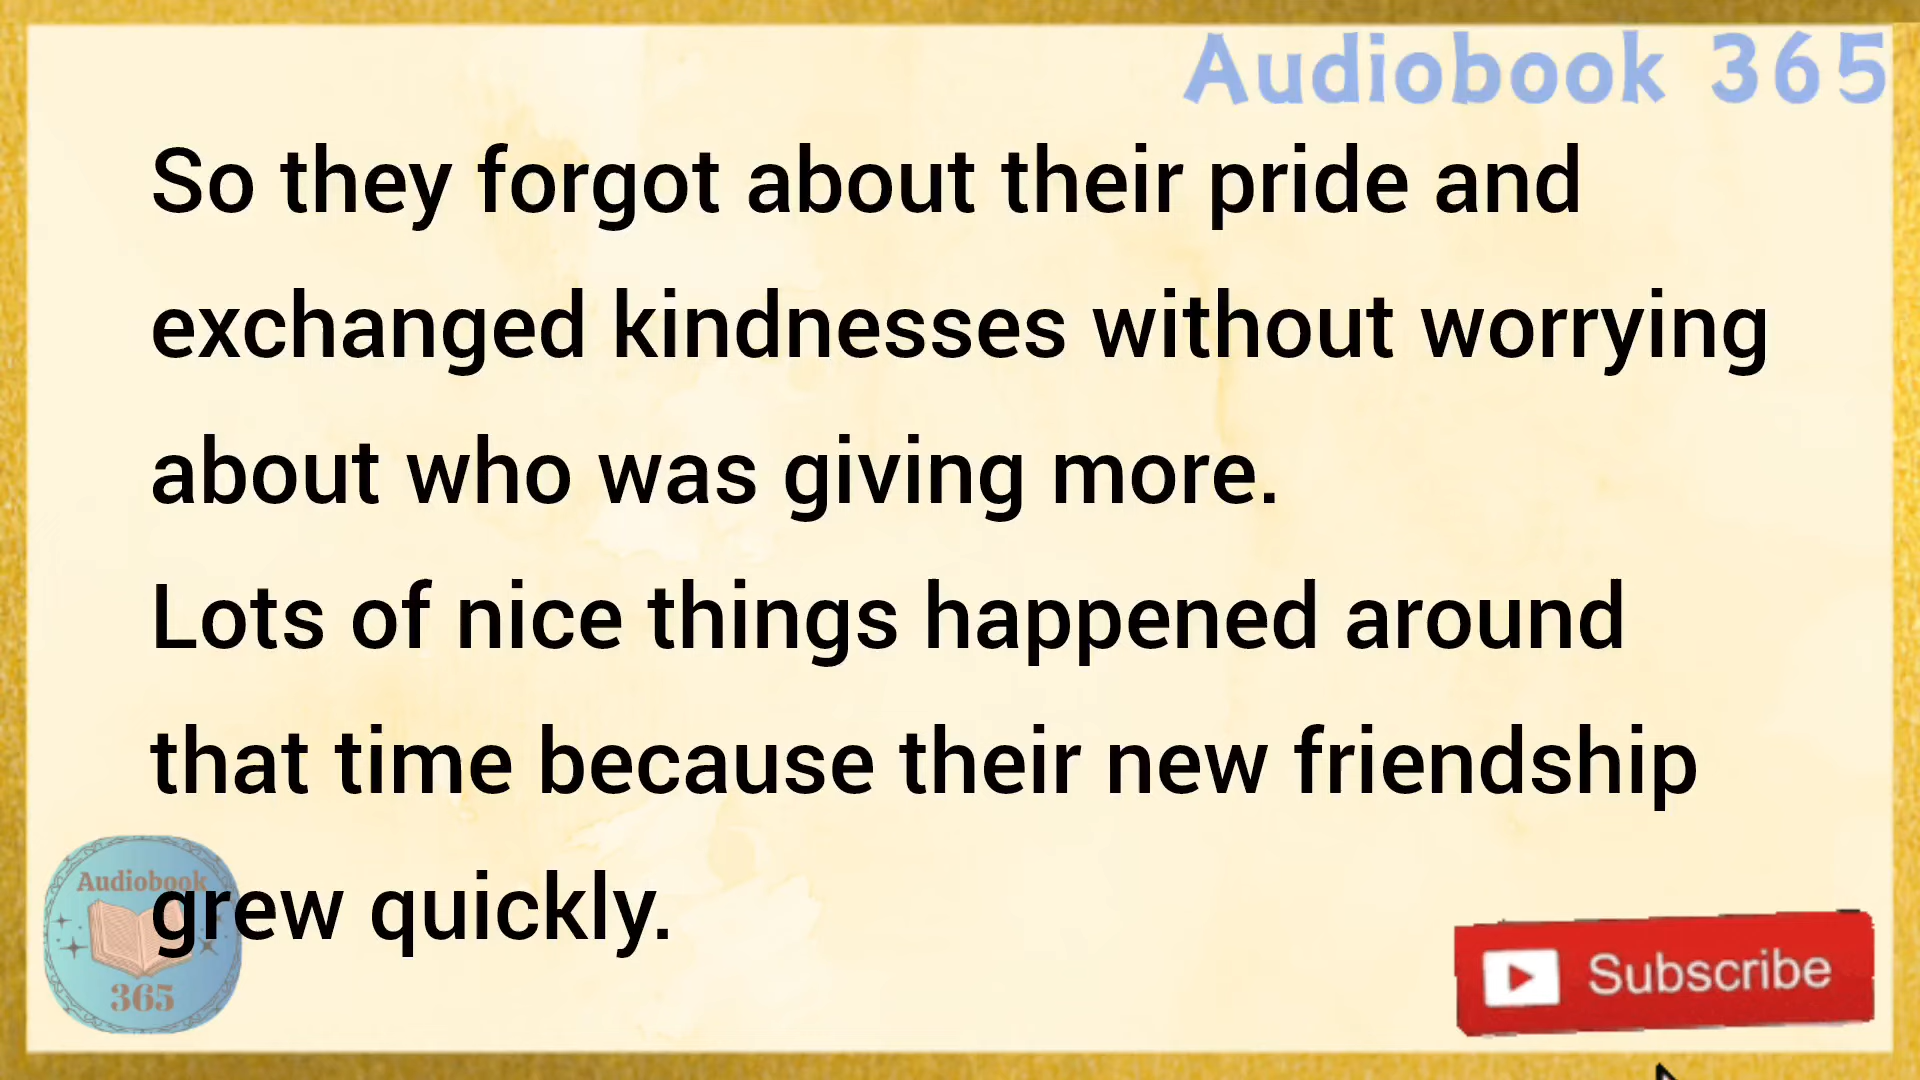 Audiobook 365
So they forgot about their pride and
exchanged kindnesses without worrying
about who was giving more.
Lots of nice things happened around
that time because their new friendship
grew quickly.
Audiobook
365
Subscribe